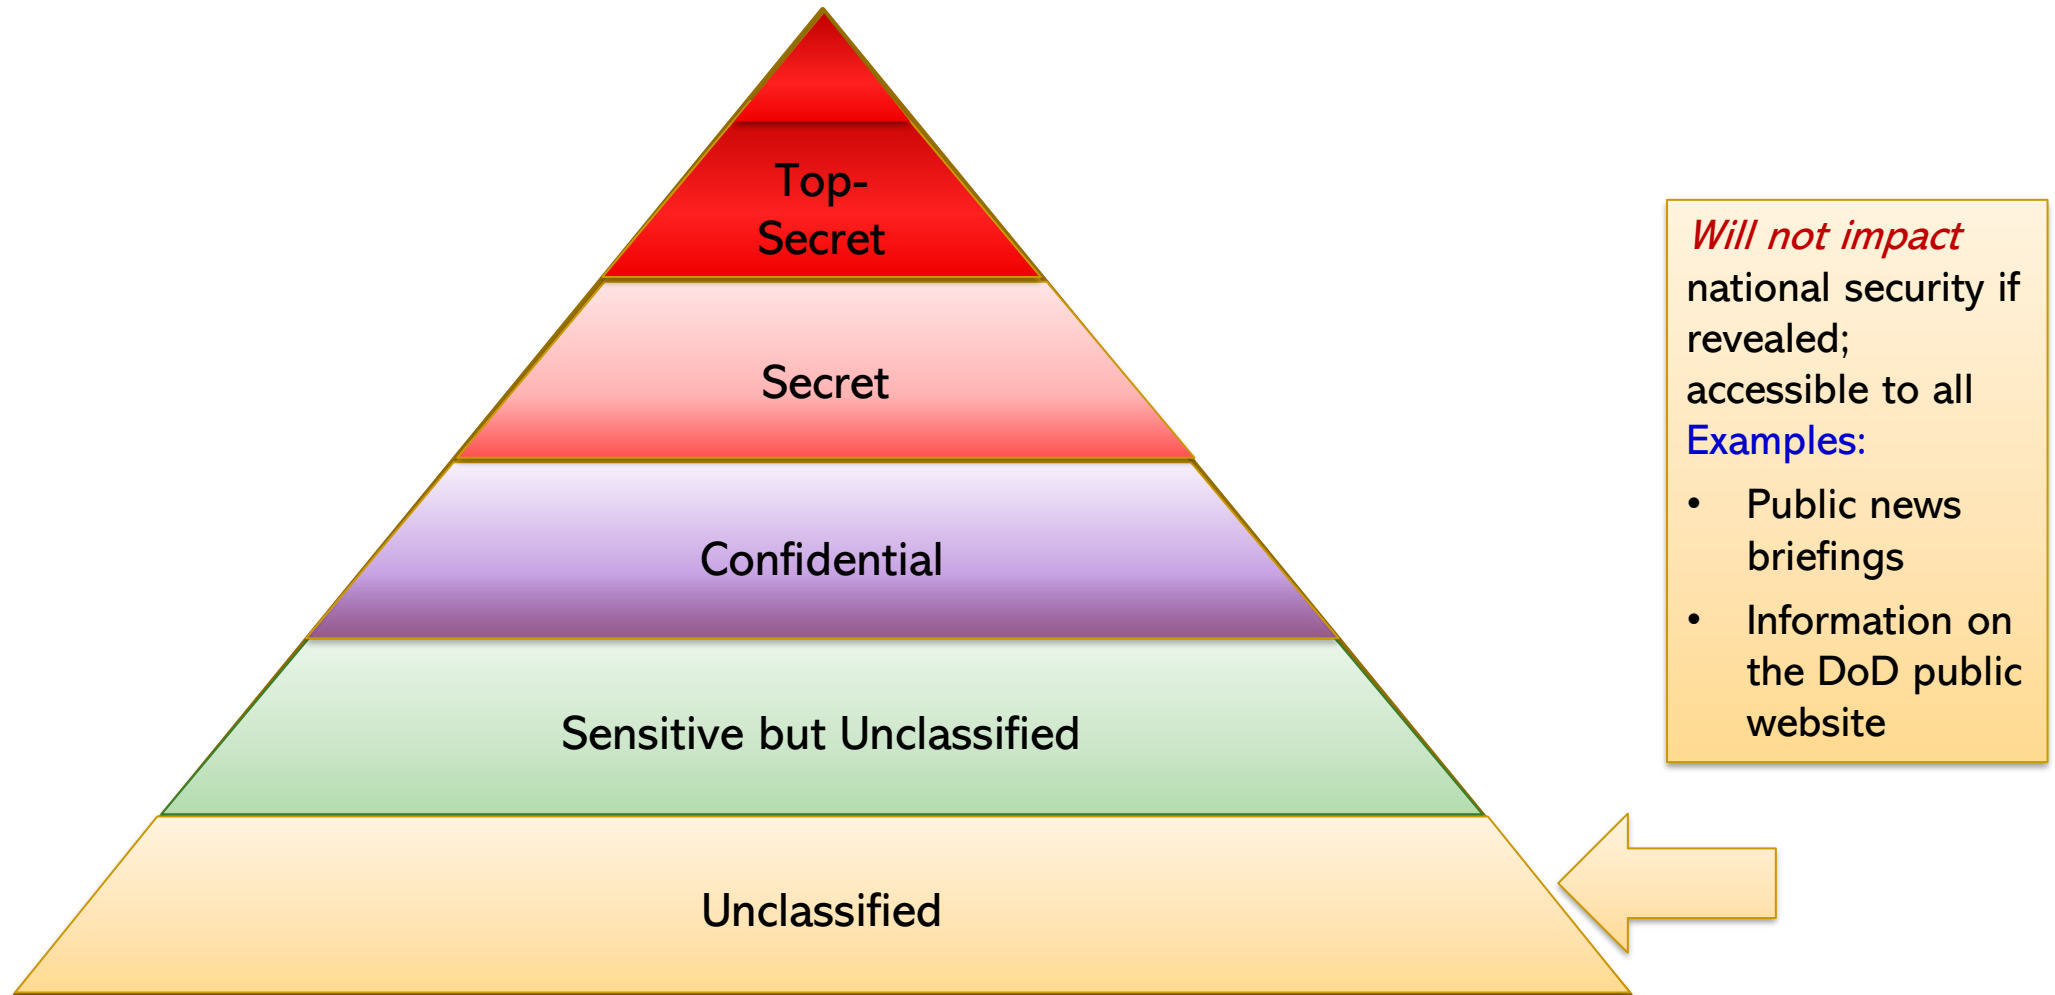 Top-
Secret
Secret
Confidential
Sensitive but Unclassified
Unclassified
Will not impact
national security if
revealed;
accessible to all
Examples:
• Public news
briefings
• Information on
the DoD public
website